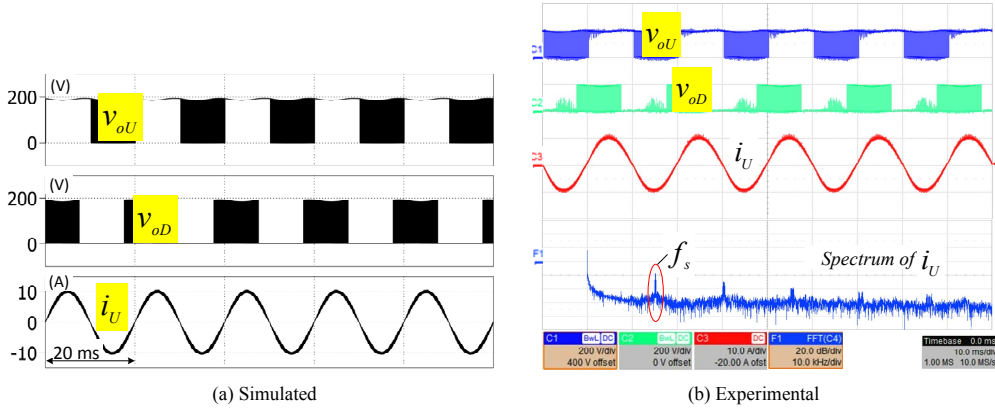 (V)
200
0
v_oU
(V)
200
0
v_oD
(A)
10
0
-10
i_U
20 ms
(a) Simulated
C1
v_oU
C2
v_oD
C3
i_U
F1
f_s
Spectrum of i_U
C1 BwL DC
200 V/div
400 V offset
C2 BwL DC
200 V/div
0 V offset
C3 DC
10.0 A/div
-20.00 A ofst
F1 FFT(C4)
20.0 dB/div
10.0 kHz/div
Timebase 0.0 ms
10.0 ms/div
1.00 MS 10.0 MS/s
(b) Experimental